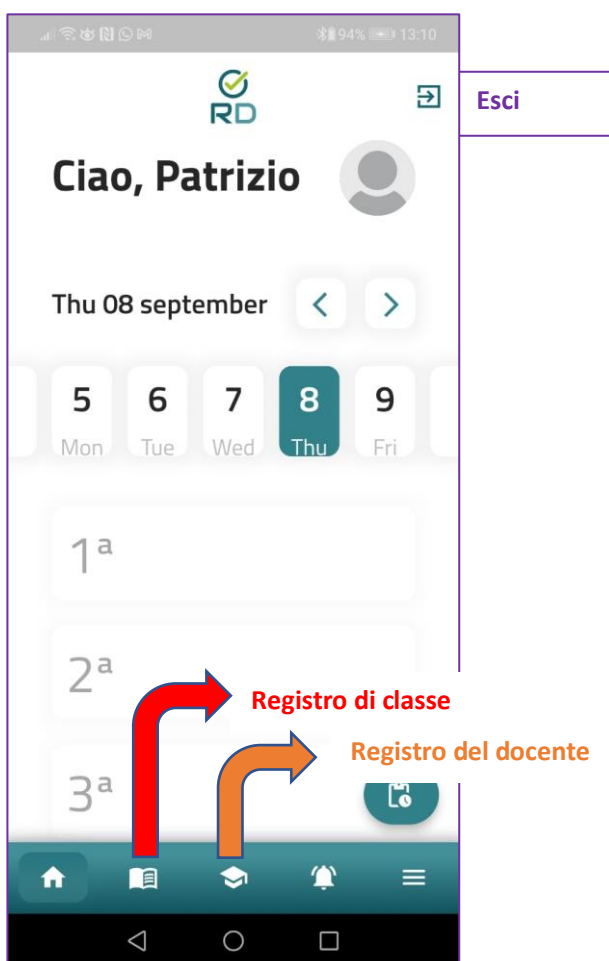 94% 13:10
RD
Esci
Ciao, Patrizio
Thu 08 september
5 6 7 8 9
Mon Tue Wed Thu Fri
1ª
2ª
Registro di classe
Registro del docente
3ª